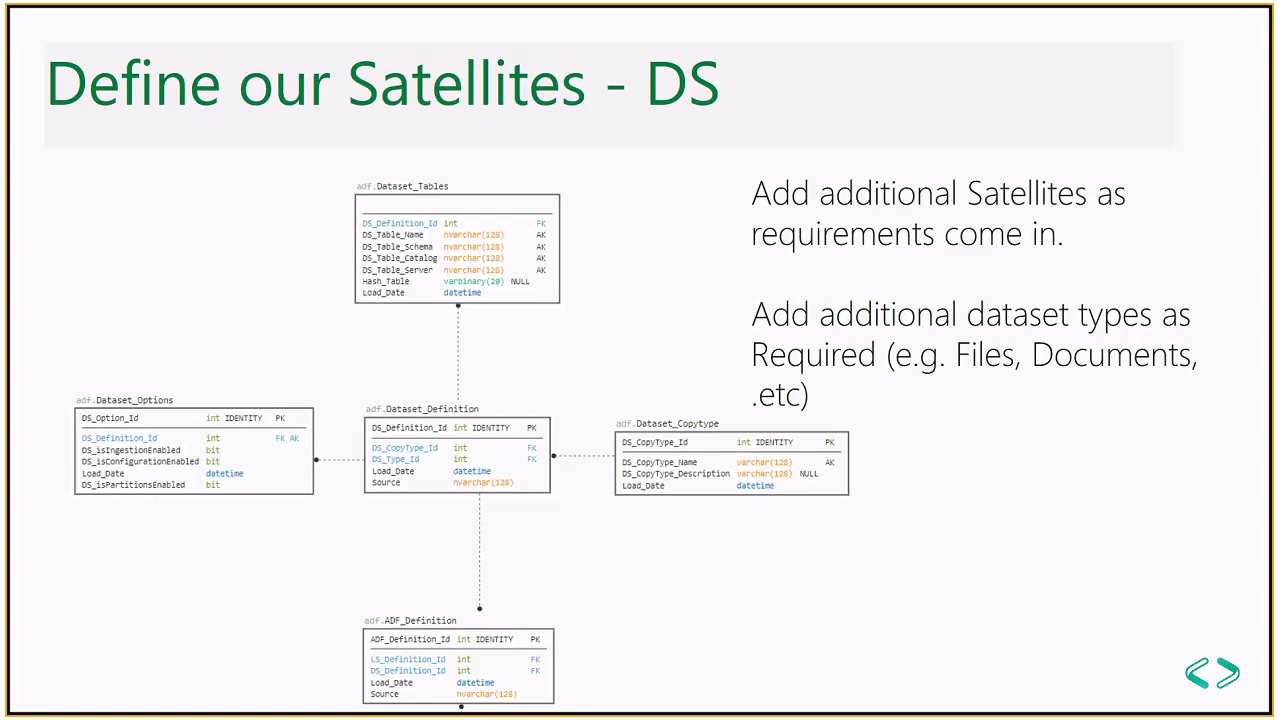 Define our Satellites - DS
adf.Dataset_Tables
DS_Definition_Id int FK
DS_Table_Name nvarchar(128) AK
DS_Table_Schema nvarchar(128) AK
DS_Table_Catalog nvarchar(128) AK
DS_Table_Server nvarchar(128) AK
Hash_Table varbinary(20) NULL
Load_Date datetime
Add additional Satellites as
requirements come in.
Add additional dataset types as
Required (e.g. Files, Documents,
.etc)
adf.Dataset_Options
DS_Option_Id int IDENTITY PK
DS_Definition_Id int FK AK
DS_isIngestionEnabled bit
DS_isConfigurationEnabled bit
Load_Date datetime
DS_isPartitionsEnabled bit
adf.Dataset_Definition
DS_Definition_Id int IDENTITY PK
DS_CopyType_Id int FK
DS_Type_Id int FK
Load_Date datetime
Source nvarchar(128)
adf.Dataset_Copytype
DS_CopyType_Id int IDENTITY PK
DS_CopyType_Name varchar(128) AK
DS_CopyType_Description varchar(128) NULL
Load_Date datetime
adf.ADF_Definition
ADF_Definition_Id int IDENTITY PK
LS_Definition_Id int FK
DS_Definition_Id int FK
Load_Date datetime
Source nvarchar(128)